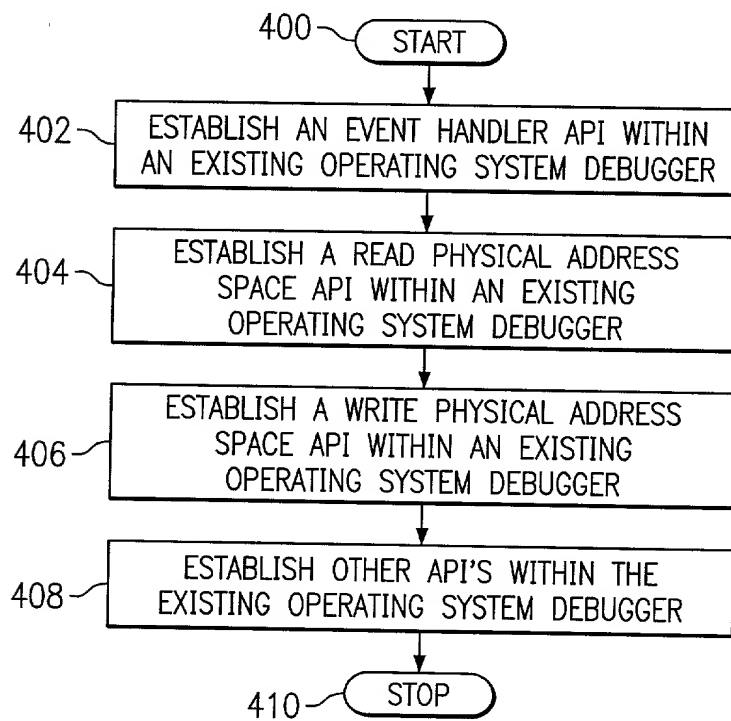 400
START
402
ESTABLISH AN EVENT HANDLER API WITHIN
AN EXISTING OPERATING SYSTEM DEBUGGER
404
ESTABLISH A READ PHYSICAL ADDRESS
SPACE API WITHIN AN EXISTING
OPERATING SYSTEM DEBUGGER
406
ESTABLISH A WRITE PHYSICAL ADDRESS
SPACE API WITHIN AN EXISTING
OPERATING SYSTEM DEBUGGER
408
ESTABLISH OTHER API'S WITHIN THE
EXISTING OPERATING SYSTEM DEBUGGER
410
STOP